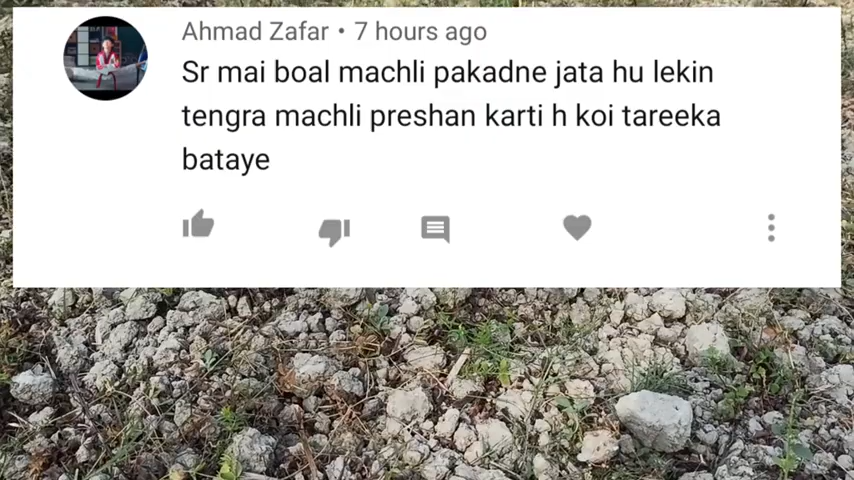 Ahmad Zafar • 7 hours ago
Sr mai boal machli pakadne jata hu lekin
tengra machli preshan karti h koi tareeka
bataye